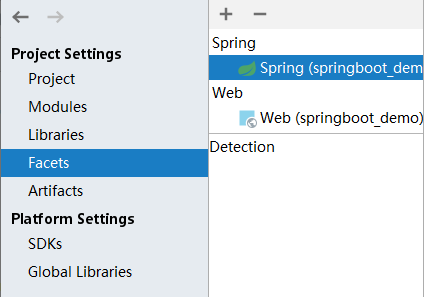 Project Settings
Project
Modules
Libraries
Facets
Artifacts
Platform Settings
SDKs
Global Libraries
Spring
Spring (springboot_dem
Web
Web (springboot_demo)
Detection